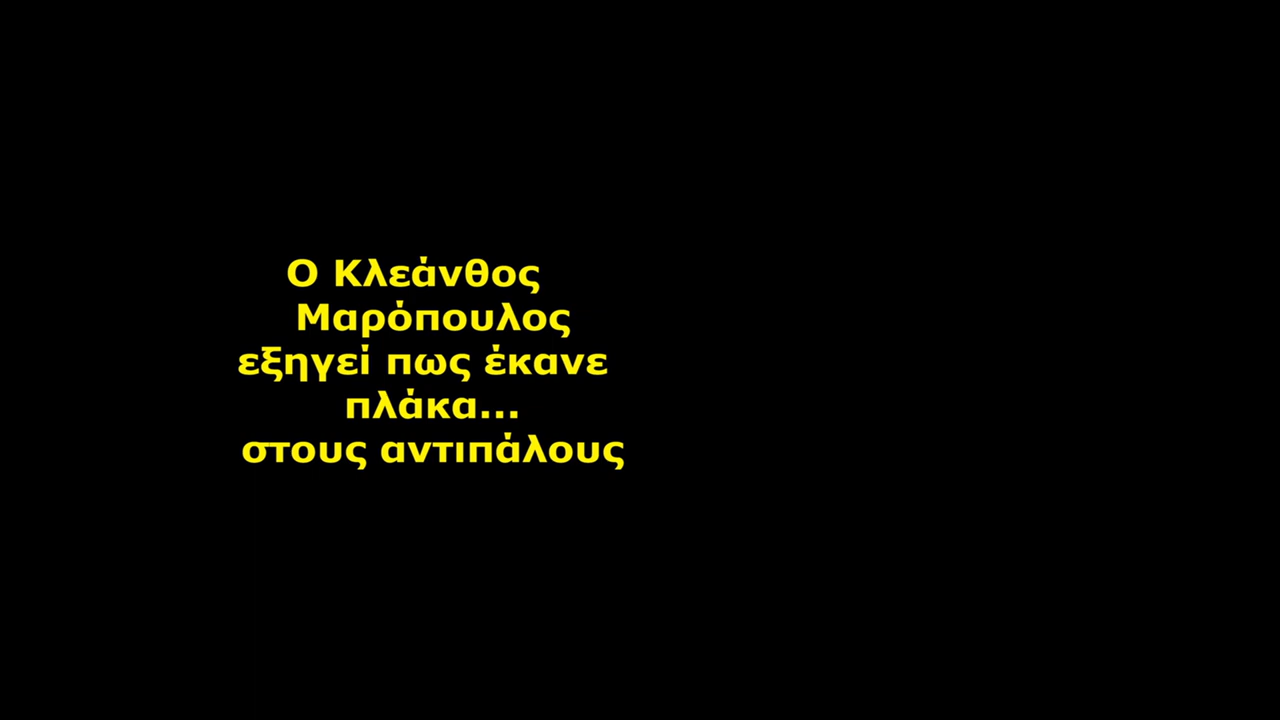 Ο Κλεάνθος
Μαρόπουλος
εξηγεί πως έκανε
πλάκα...
στους αντιπάλους